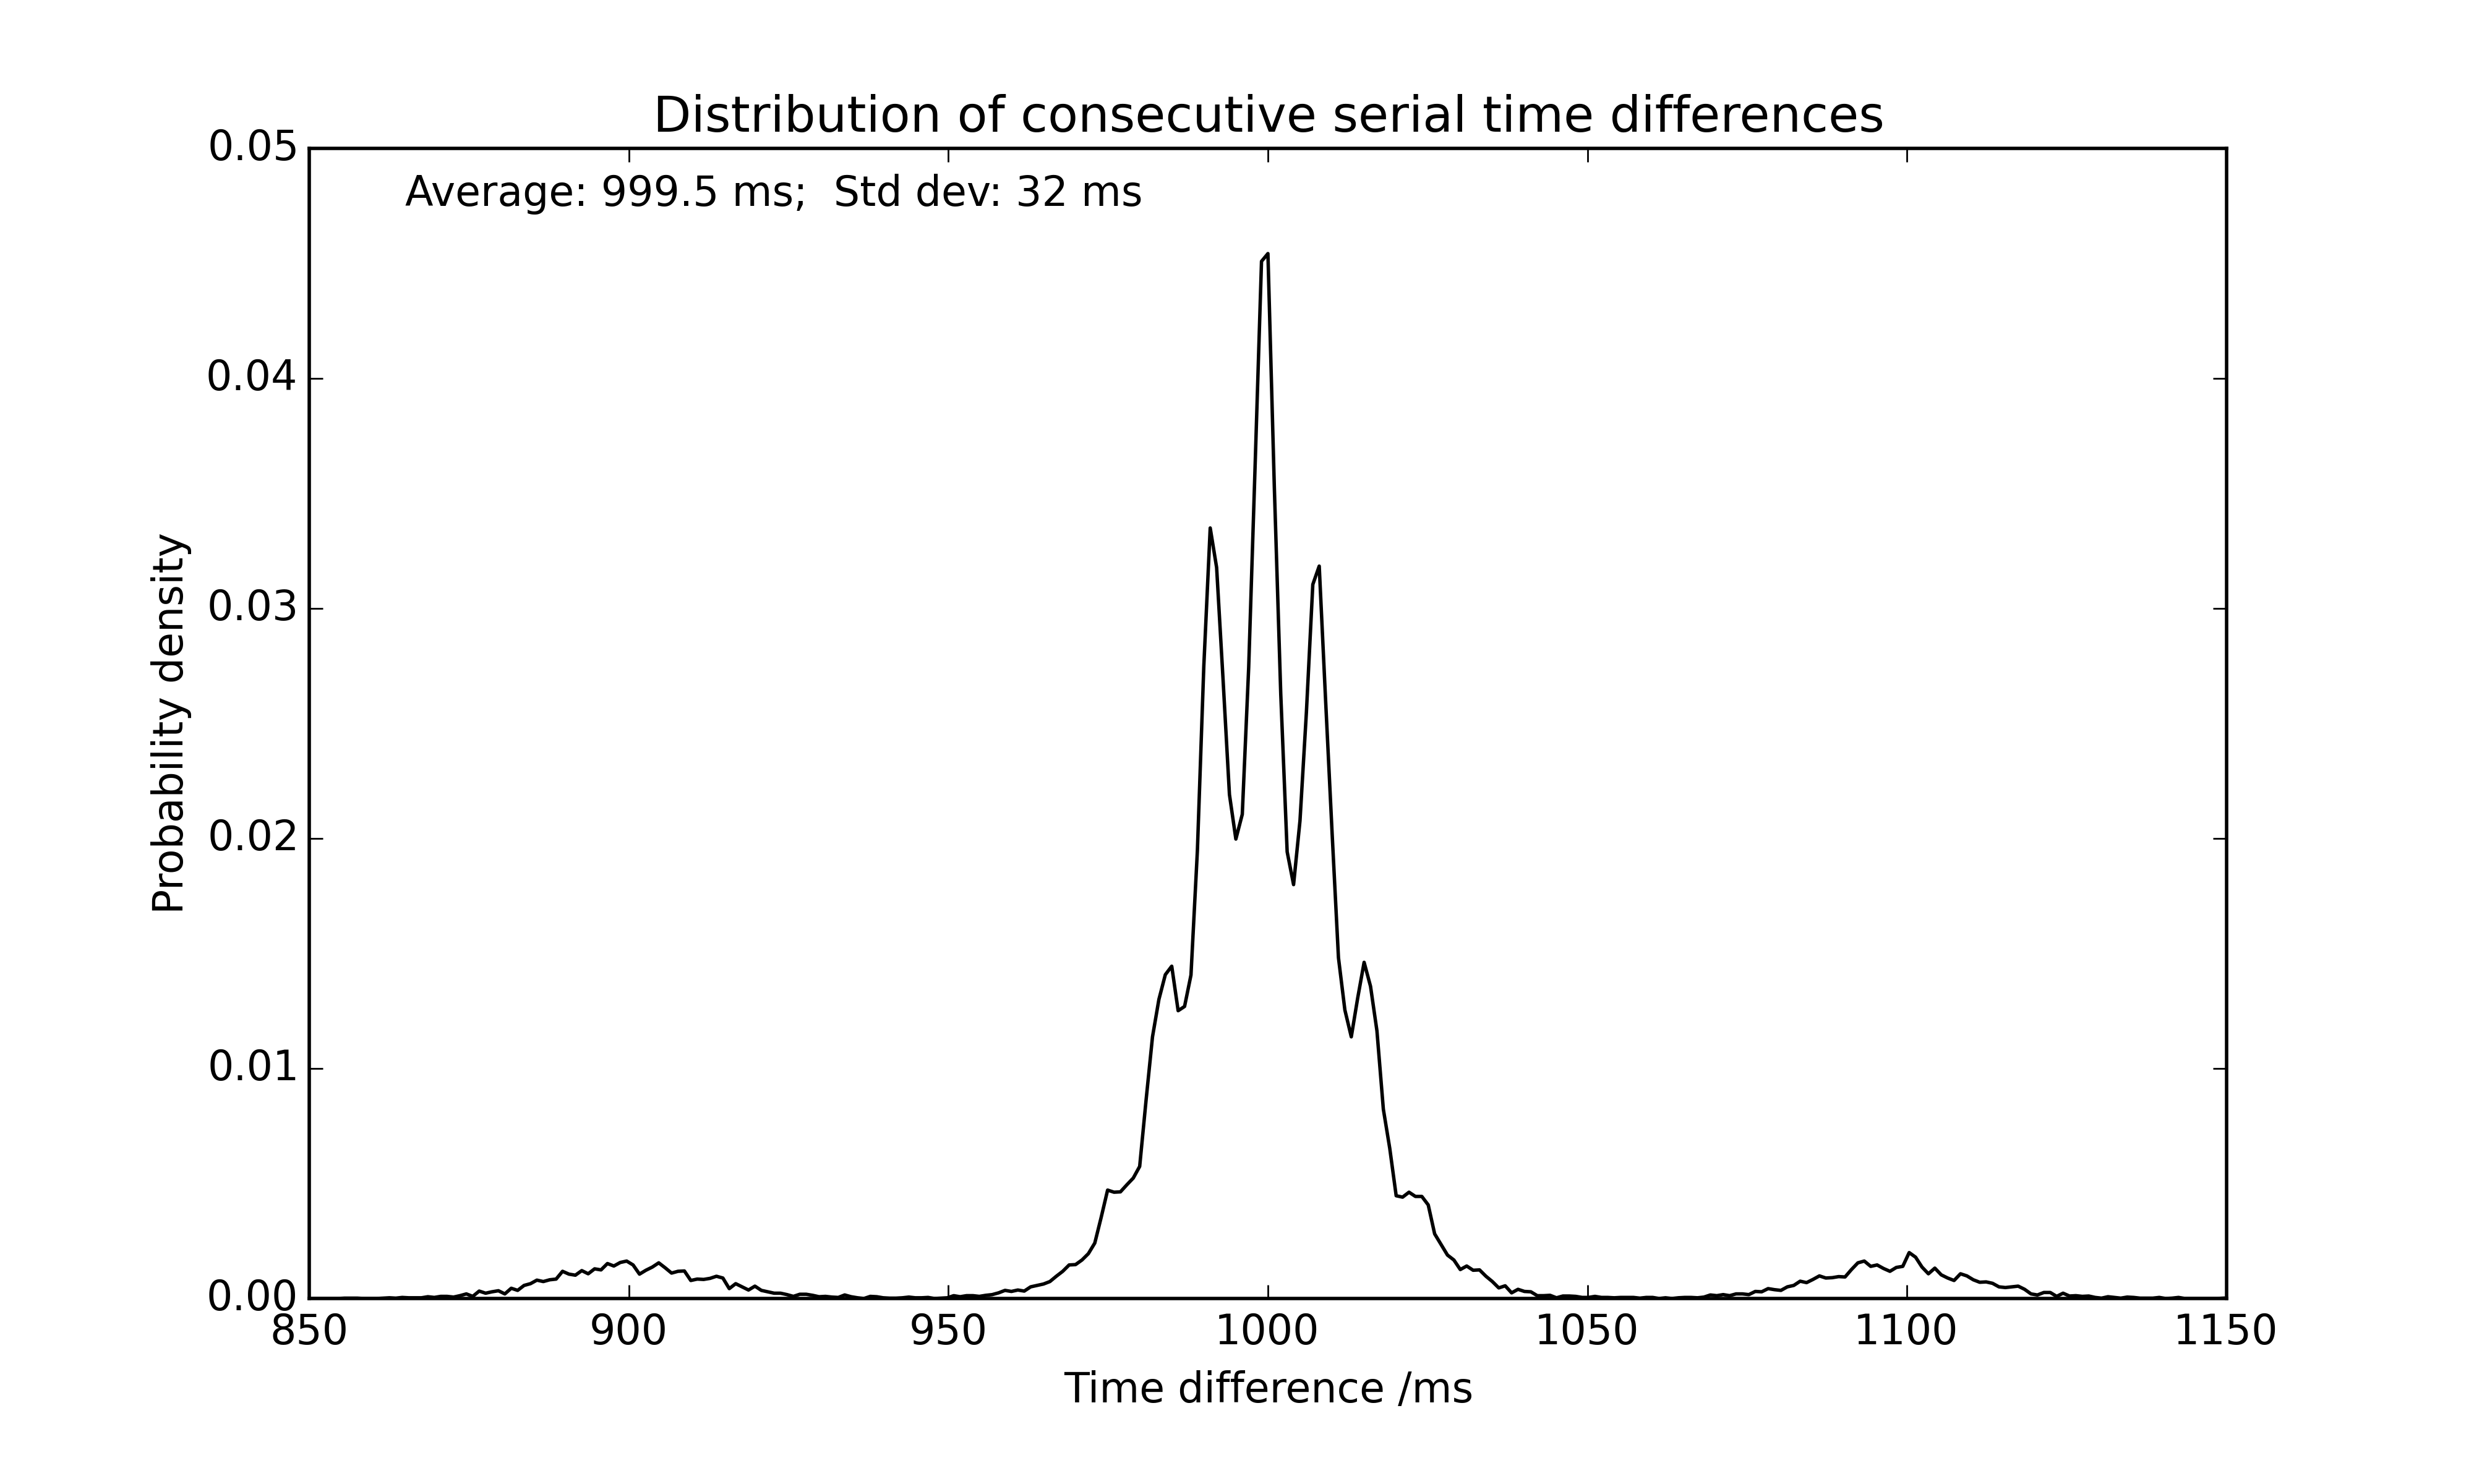 Distribution of consecutive serial time differences
Average: 999.5 ms;  Std dev: 32 ms
Probability density
0.05
0.04
0.03
0.02
0.01
0.00
850 900 950 1000 1050 1100 1150
Time difference /ms